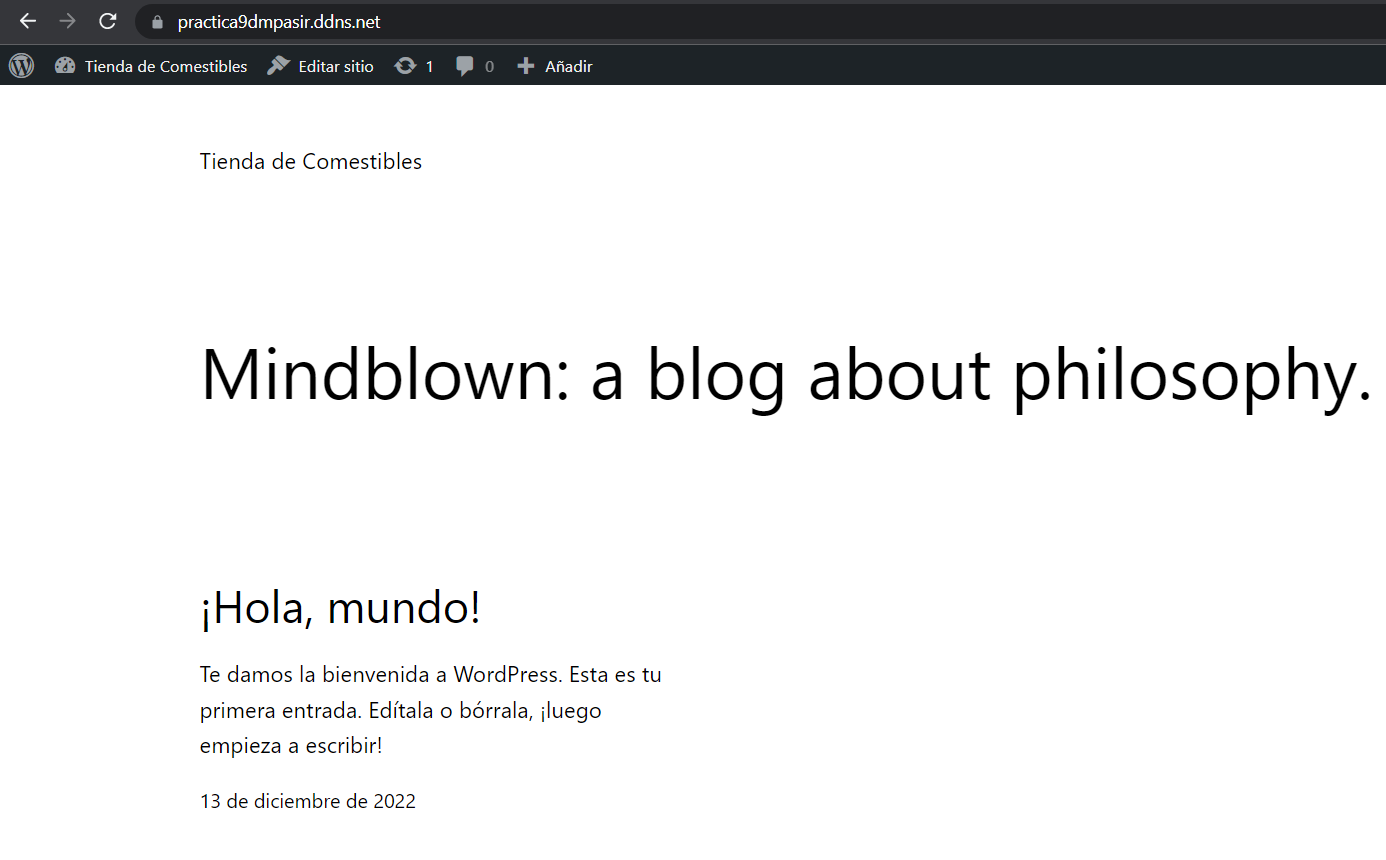 practica9dmpasir.ddns.net
Tienda de Comestibles Editar sitio 1 0 Añadir
Tienda de Comestibles
Mindblown: a blog about philosophy.
¡Hola, mundo!
Te damos la bienvenida a WordPress. Esta es tu
primera entrada. Edítala o bórrala, ¡luego
empieza a escribir!
13 de diciembre de 2022